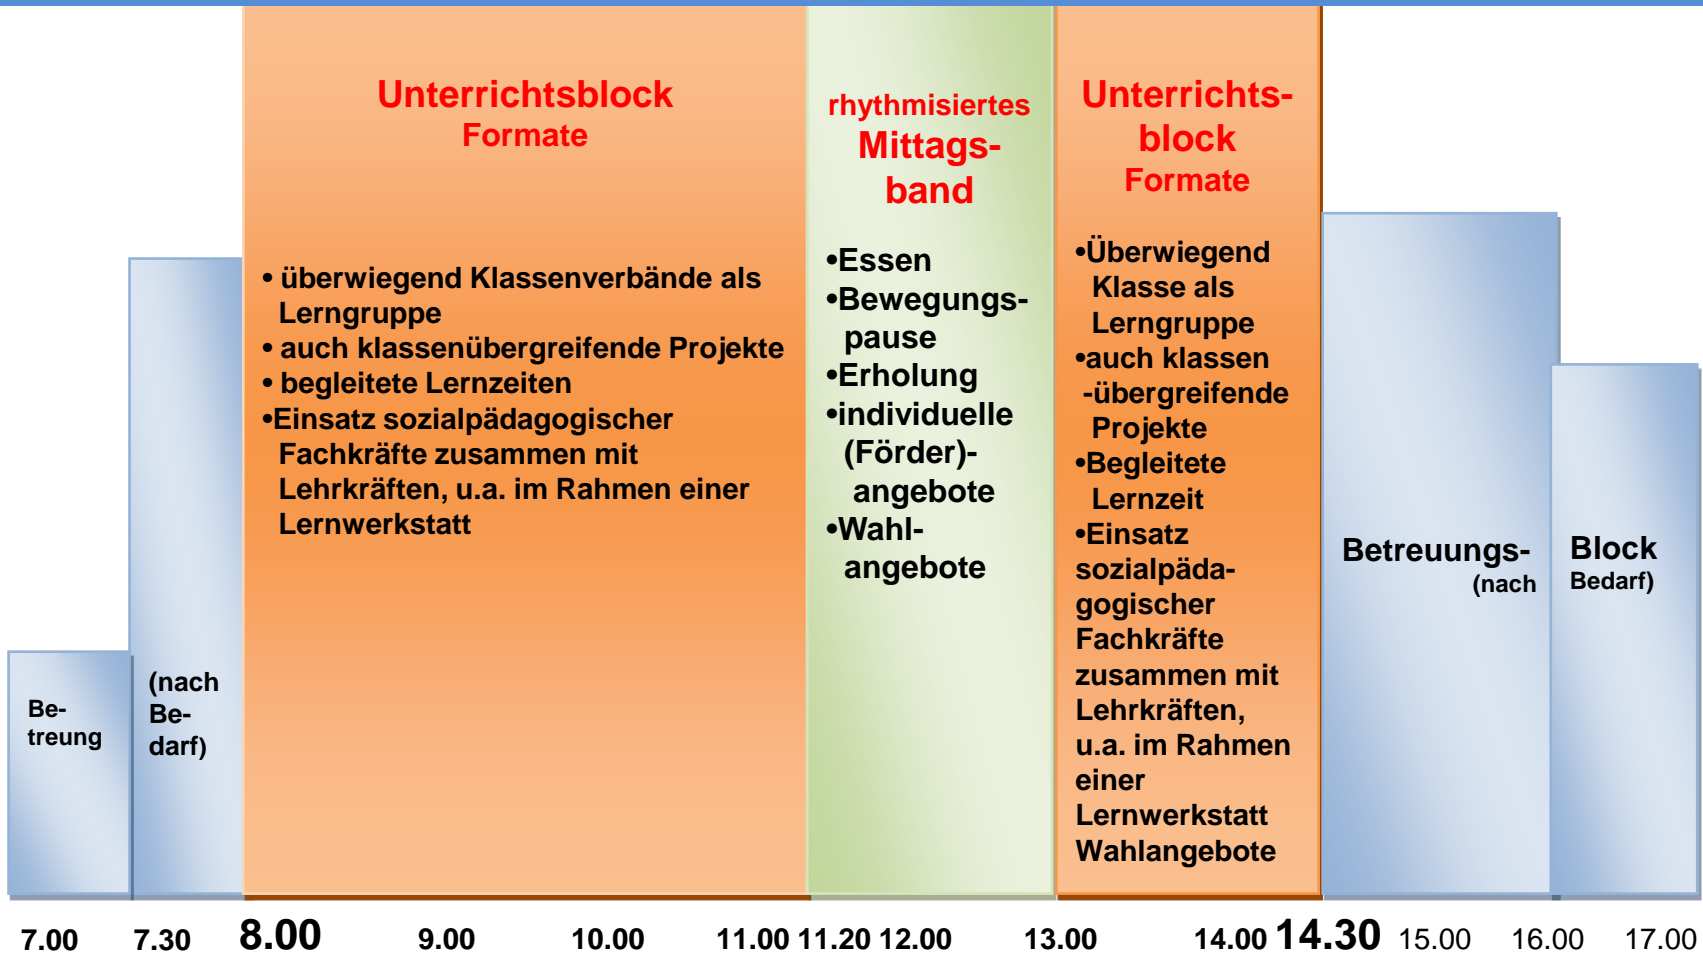 Be-
treung
(nach
Be-
darf)
Unterrichtsblock
Formate
• überwiegend Klassenverbände als
Lerngruppe
• auch klassenübergreifende Projekte
• begleitete Lernzeiten
•Einsatz sozialpädagogischer
Fachkräfte zusammen mit
Lehrkräften, u.a. im Rahmen einer
Lernwerkstatt
rhythmisiertes
Mittags-
band
•Essen
•Bewegungs-
pause
•Erholung
•individuelle
(Förder)-
angebote
•Wahl-
angebote
Unterrichts-
block
Formate
•Überwiegend
Klasse als
Lerngruppe
•auch klassen
-übergreifende
Projekte
•Begleitete
Lernzeit
•Einsatz
sozialpäda-
gogischer
Fachkräfte
zusammen mit
Lehrkräften,
u.a. im Rahmen
einer
Lernwerkstatt
Wahlangebote
Betreuungs- Block
(nach Bedarf)
7.00 7.30 8.00 9.00 10.00 11.00 11.20 12.00 13.00 14.00 14.30 15.00 16.00 17.00